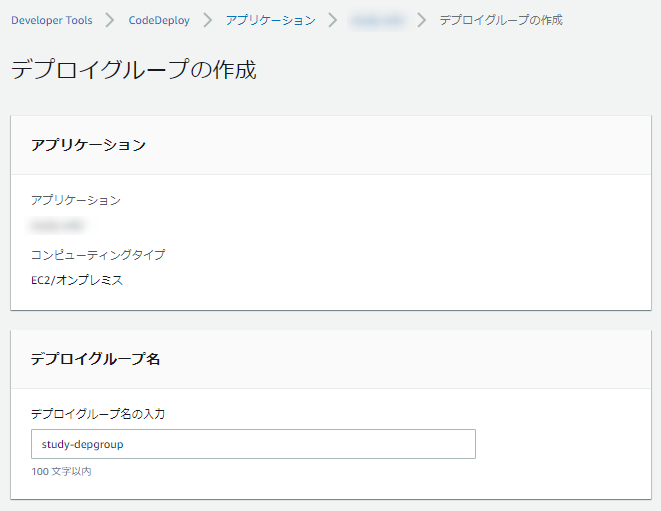 Developer Tools > CodeDeploy > アプリケーション > > デプロイグループの作成
デプロイグループの作成
アプリケーション
アプリケーション
コンピューティングタイプ
EC2/オンプレミス
デプロイグループ名
デプロイグループ名の入力
study-depgroup
100 文字以内